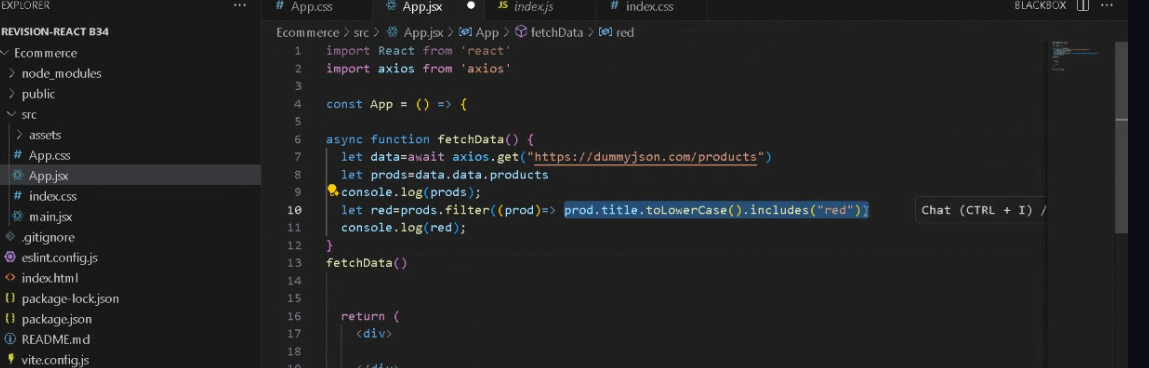 EXPLORER ···
REVISION-REACT B34
Ecommerce
node_modules
public
src
assets
# App.css
App.jsx
# index.css
main.jsx
.gitignore
eslint.config.js
index.html
package-lock.json
package.json
README.md
vite.config.js
# App.css App.jsx ● JS index.js # index.css BLACKBOX ···
Ecommerce > src > App.jsx > App > fetchData > red
1 import React from 'react'
2 import axios from 'axios'
3
4 const App = () => {
5
6 async function fetchData() {
7 let data=await axios.get("https://dummyjson.com/products")
8 let prods=data.data.products
9 console.log(prods);
10 let red=prods.filter((prod)=> prod.title.toLowerCase().includes("red"))
Chat (CTRL + I) /
11 console.log(red);
12 }
13 fetchData()
14
15
16 return (
17 <div>
18